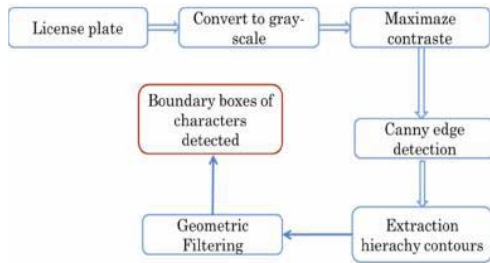 License plate
Convert to gray-
scale
Maximaze
contraste
Canny edge
detection
Extraction
hierachy contours
Geometric
Filtering
Boundary boxes of
characters
detected